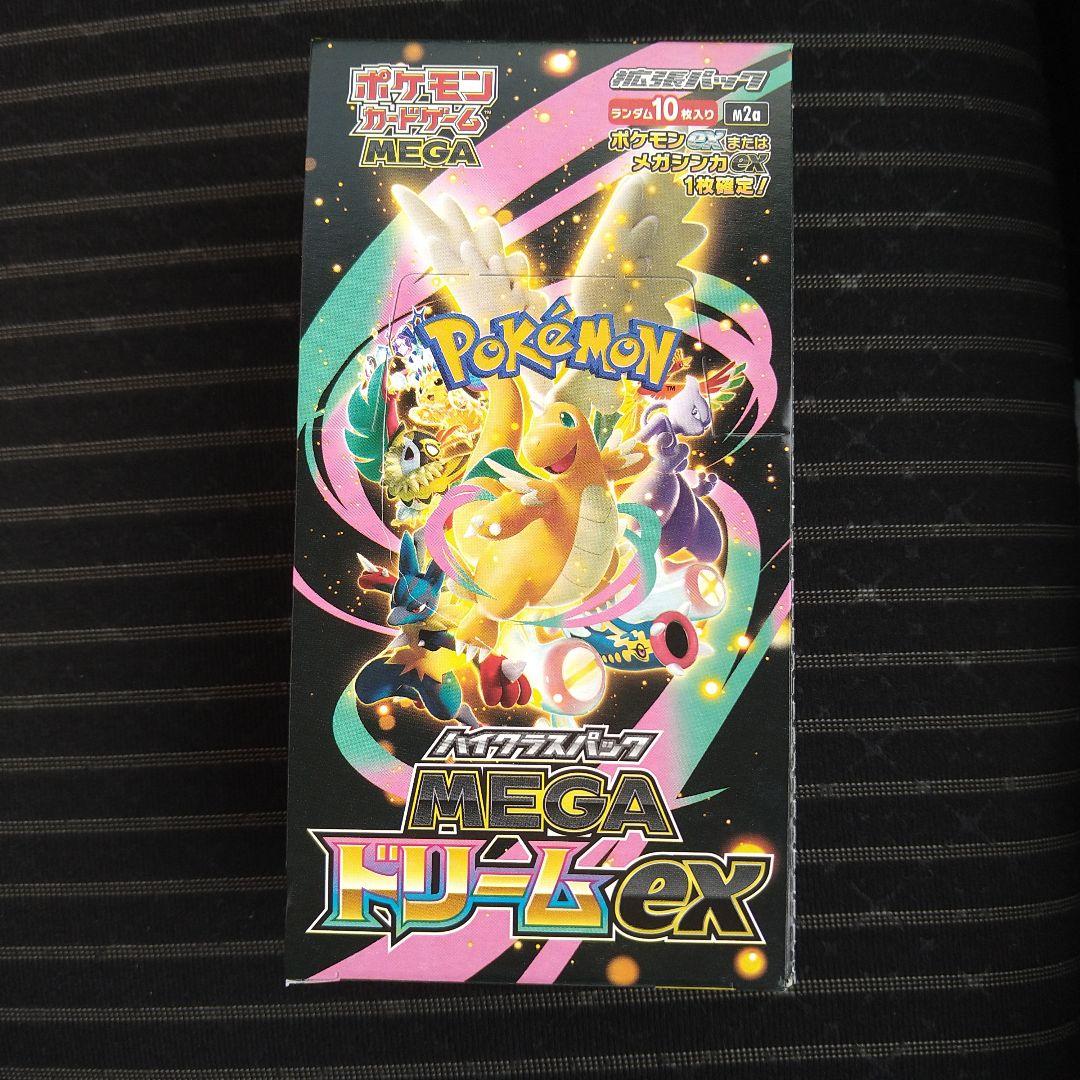 ポケモン
カードゲーム™
MEGA
拡張パック
ランダム10枚入り M2a
ポケモンexまたは
メガシンカex
1枚確定!
POKéMON™
ハイクラスパック
MEGA
ドリームex